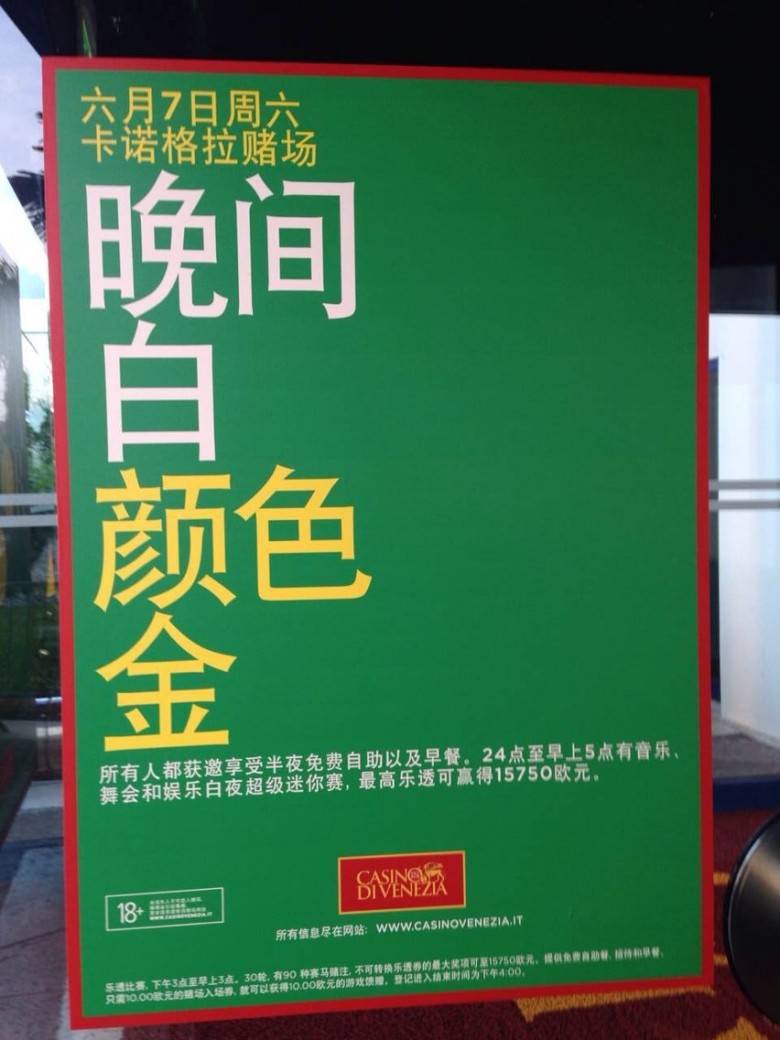 六月7日周六
卡诺格拉赌场
晚间
白
颜色
金
所有人都获邀享受半夜免费自助以及早餐。24点至早上5点有音乐、
舞会和娱乐白夜超级迷你赛, 最高乐透可赢得15750欧元。
CASINO
DI VENEZIA
18+
WWW.CASINOVENEZIA.IT
所有信息尽在网站: WWW.CASINOVENEZIA.IT
乐透比赛, 下午3点至早上3点。30轮, 有90 种赛马赌注, 不可转换乐透券的最大奖项可至15750欧元。提供免费自助餐, 招待和早餐。
只需10.00欧元的赌场入场券, 就可以获得10.00欧元的游戏馈赠。登记进入结束时间为下午4:00。